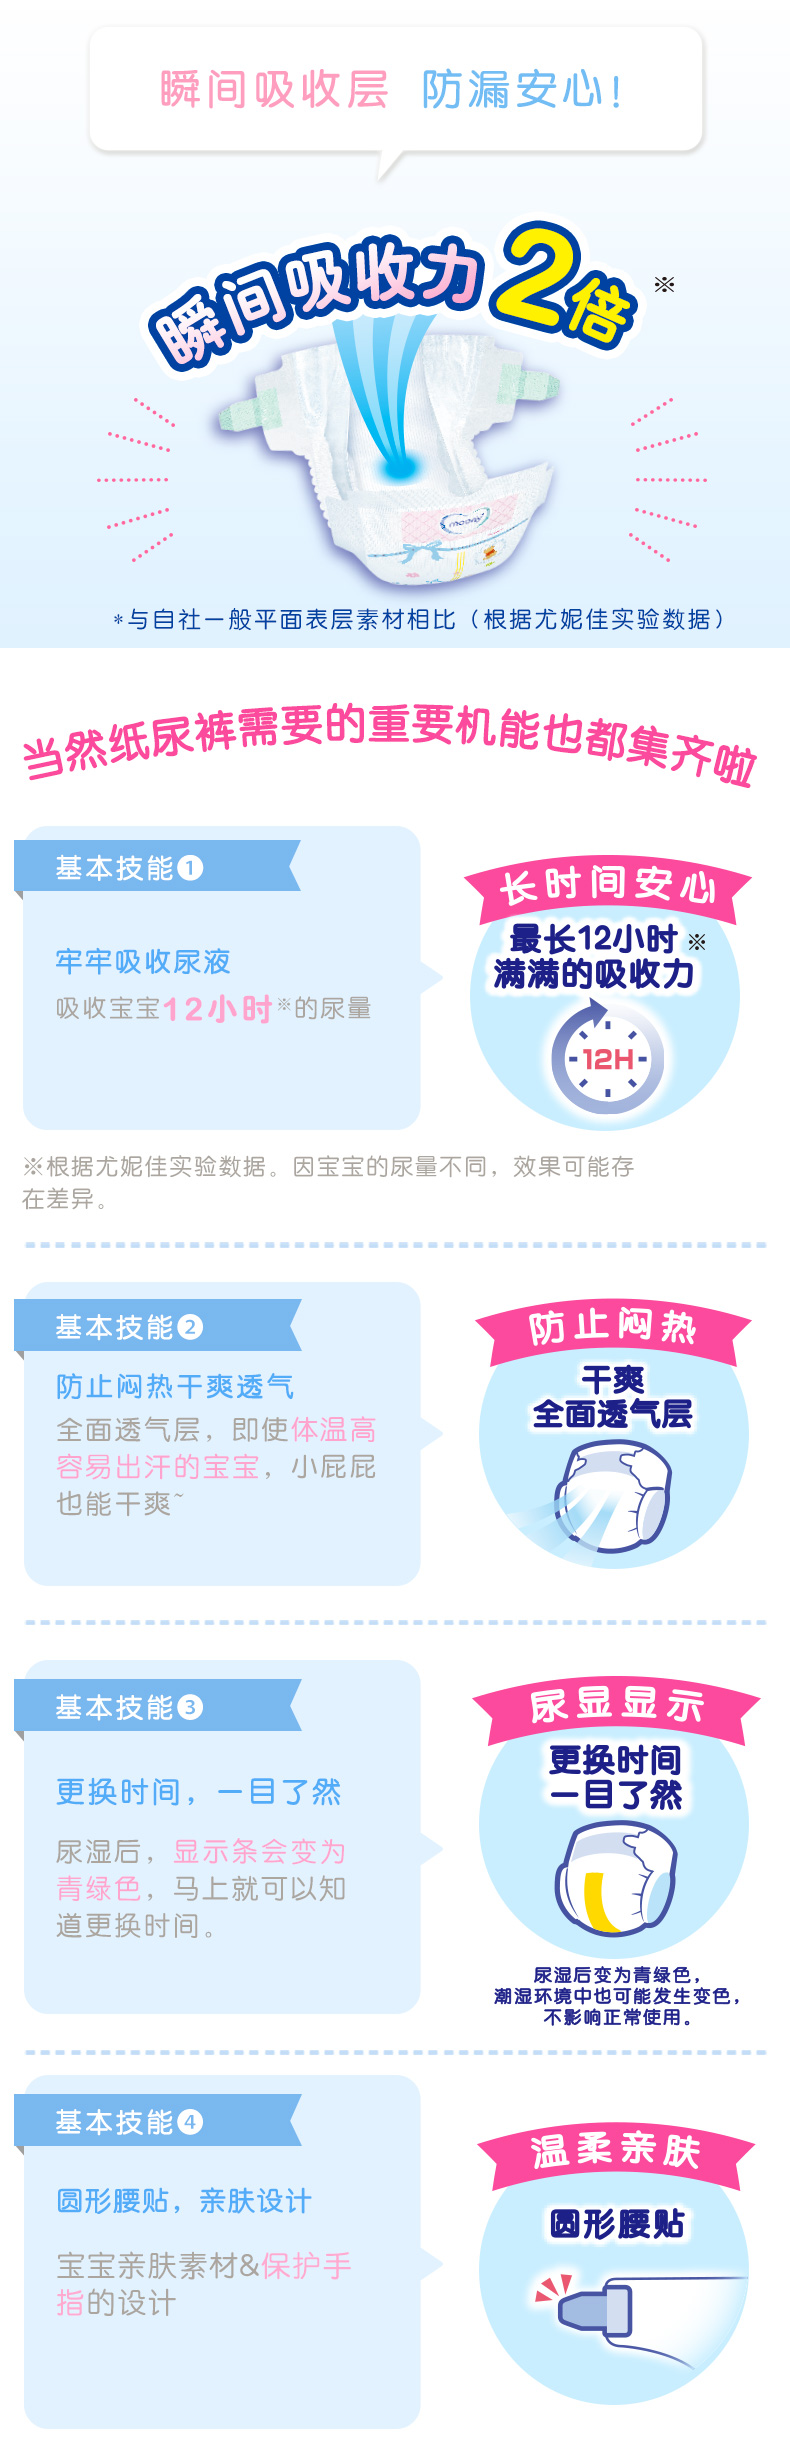 瞬间吸收层 防漏安心!
瞬间吸收力2倍※
moony
*与自社一般平面表层素材相比（根据尤妮佳实验数据）
当然纸尿裤需要的重要机能也都集齐啦
基本技能❶
牢牢吸收尿液
吸收宝宝12小时※的尿量
长时间安心
最长12小时※
满满的吸收力
12H
※根据尤妮佳实验数据。因宝宝的尿量不同，效果可能存
在差异。
基本技能❷
防止闷热干爽透气
全面透气层，即使体温高
容易出汗的宝宝，小屁屁
也能干爽~
防止闷热
干爽
全面透气层
基本技能❸
更换时间，一目了然
尿湿后，显示条会变为
青绿色，马上就可以知
道更换时间。
尿显显示
更换时间
一目了然
尿湿后变为青绿色，
潮湿环境中也可能发生变色，
不影响正常使用。
基本技能❹
圆形腰贴，亲肤设计
宝宝亲肤素材&保护手
指的设计
温柔亲肤
圆形腰贴